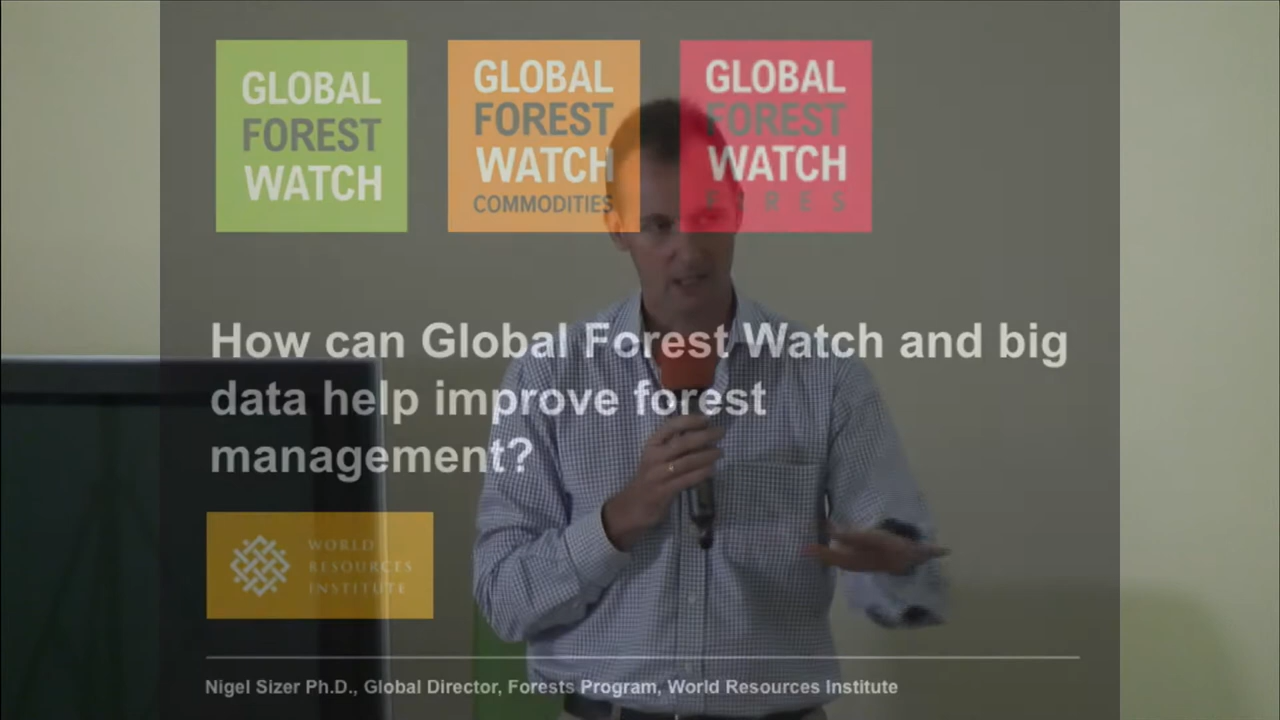 GLOBAL
FOREST
WATCH
GLOBAL
FOREST
WATCH
COMMODITIES
GLOBAL
FOREST
WATCH
FIRES
How can Global Forest Watch and big
data help improve forest
management?
WORLD
RESOURCES
INSTITUTE
Nigel Sizer Ph.D., Global Director, Forests Program, World Resources Institute